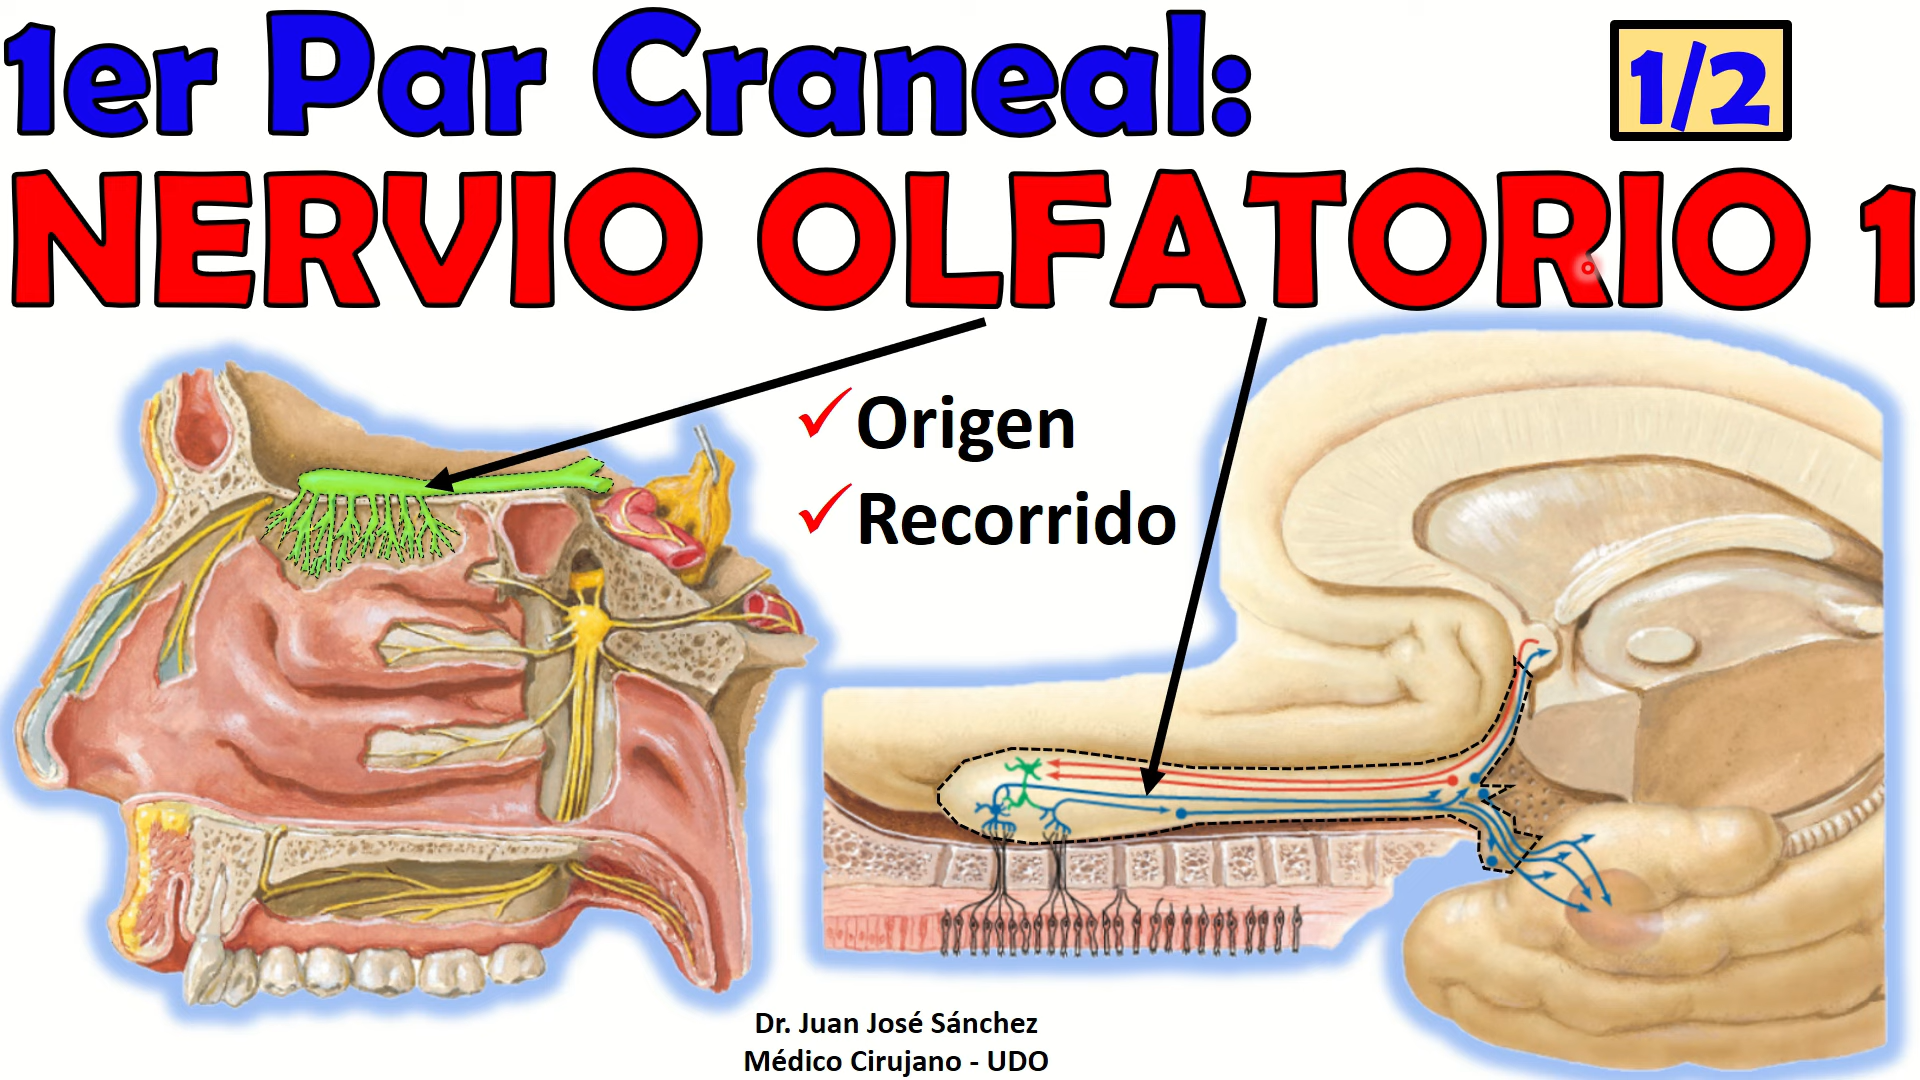 1er Par Craneal:
1/2
NERVIO OLFATORIO 1
Origen
Recorrido
Dr. Juan José Sánchez
Médico Cirujano - UDO